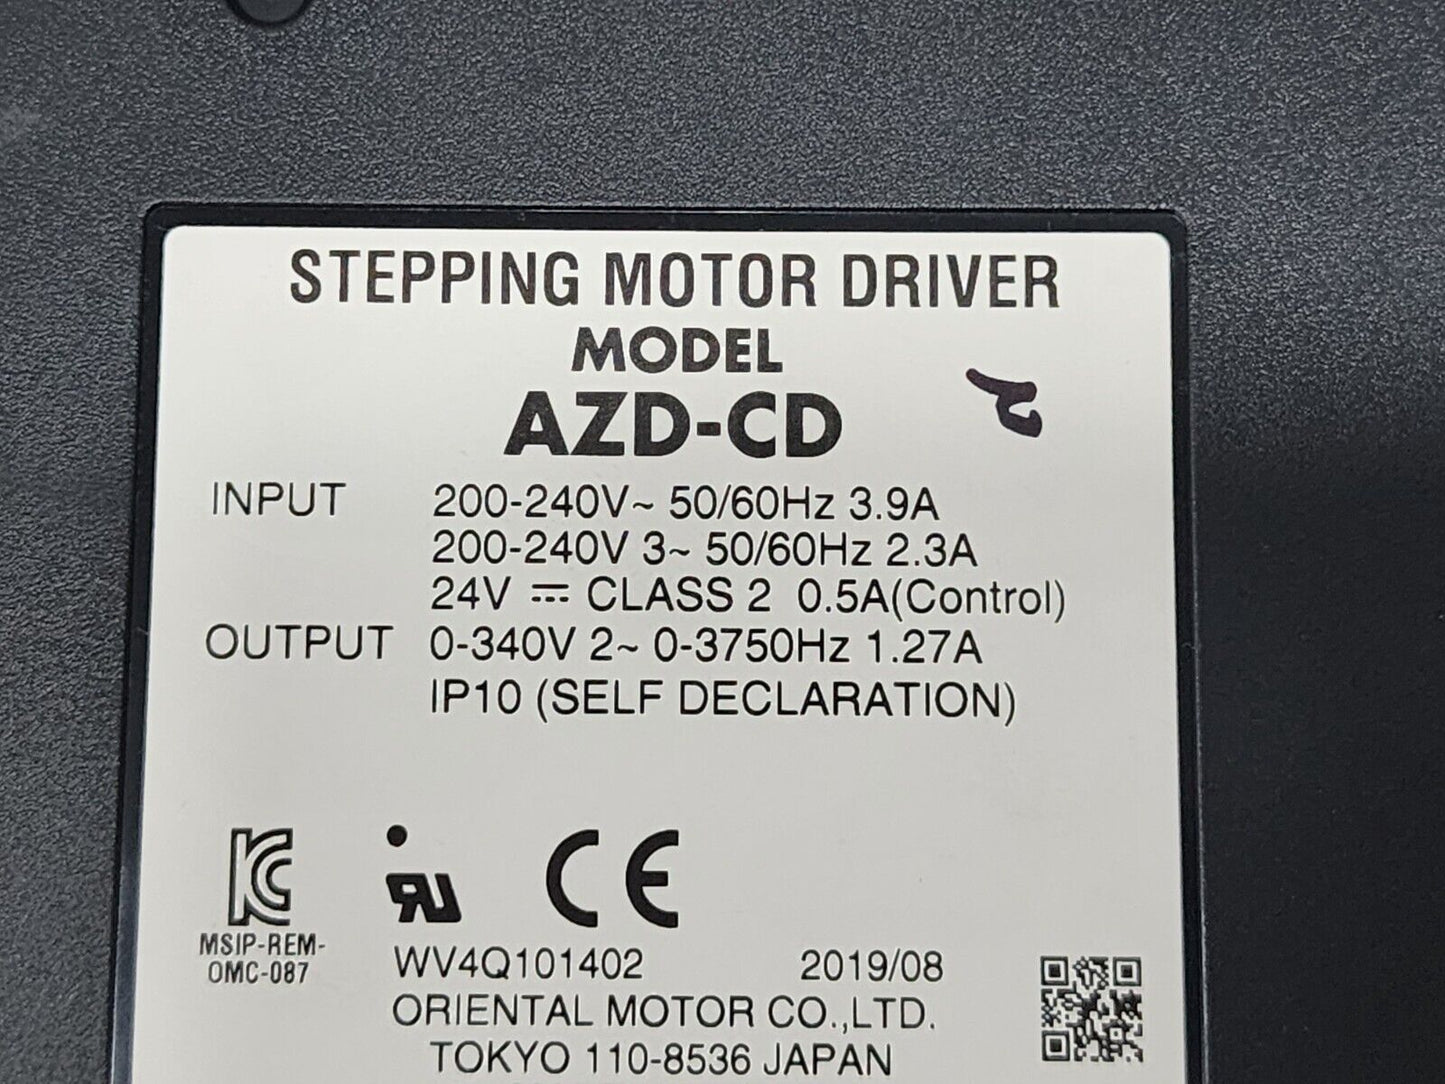 STEPPING MOTOR DRIVER
MODEL
AZD-CD
INPUT 200-240V~ 50/60Hz 3.9A
200-240V 3~ 50/60Hz 2.3A
24V ⎓ CLASS 2 0.5A(Control)
OUTPUT 0-340V 2~ 0-3750Hz 1.27A
IP10 (SELF DECLARATION)
MSIP-REM-
OMC-087
CE
WV4Q101402 2019/08
ORIENTAL MOTOR CO.,LTD.
TOKYO 110-8536 JAPAN